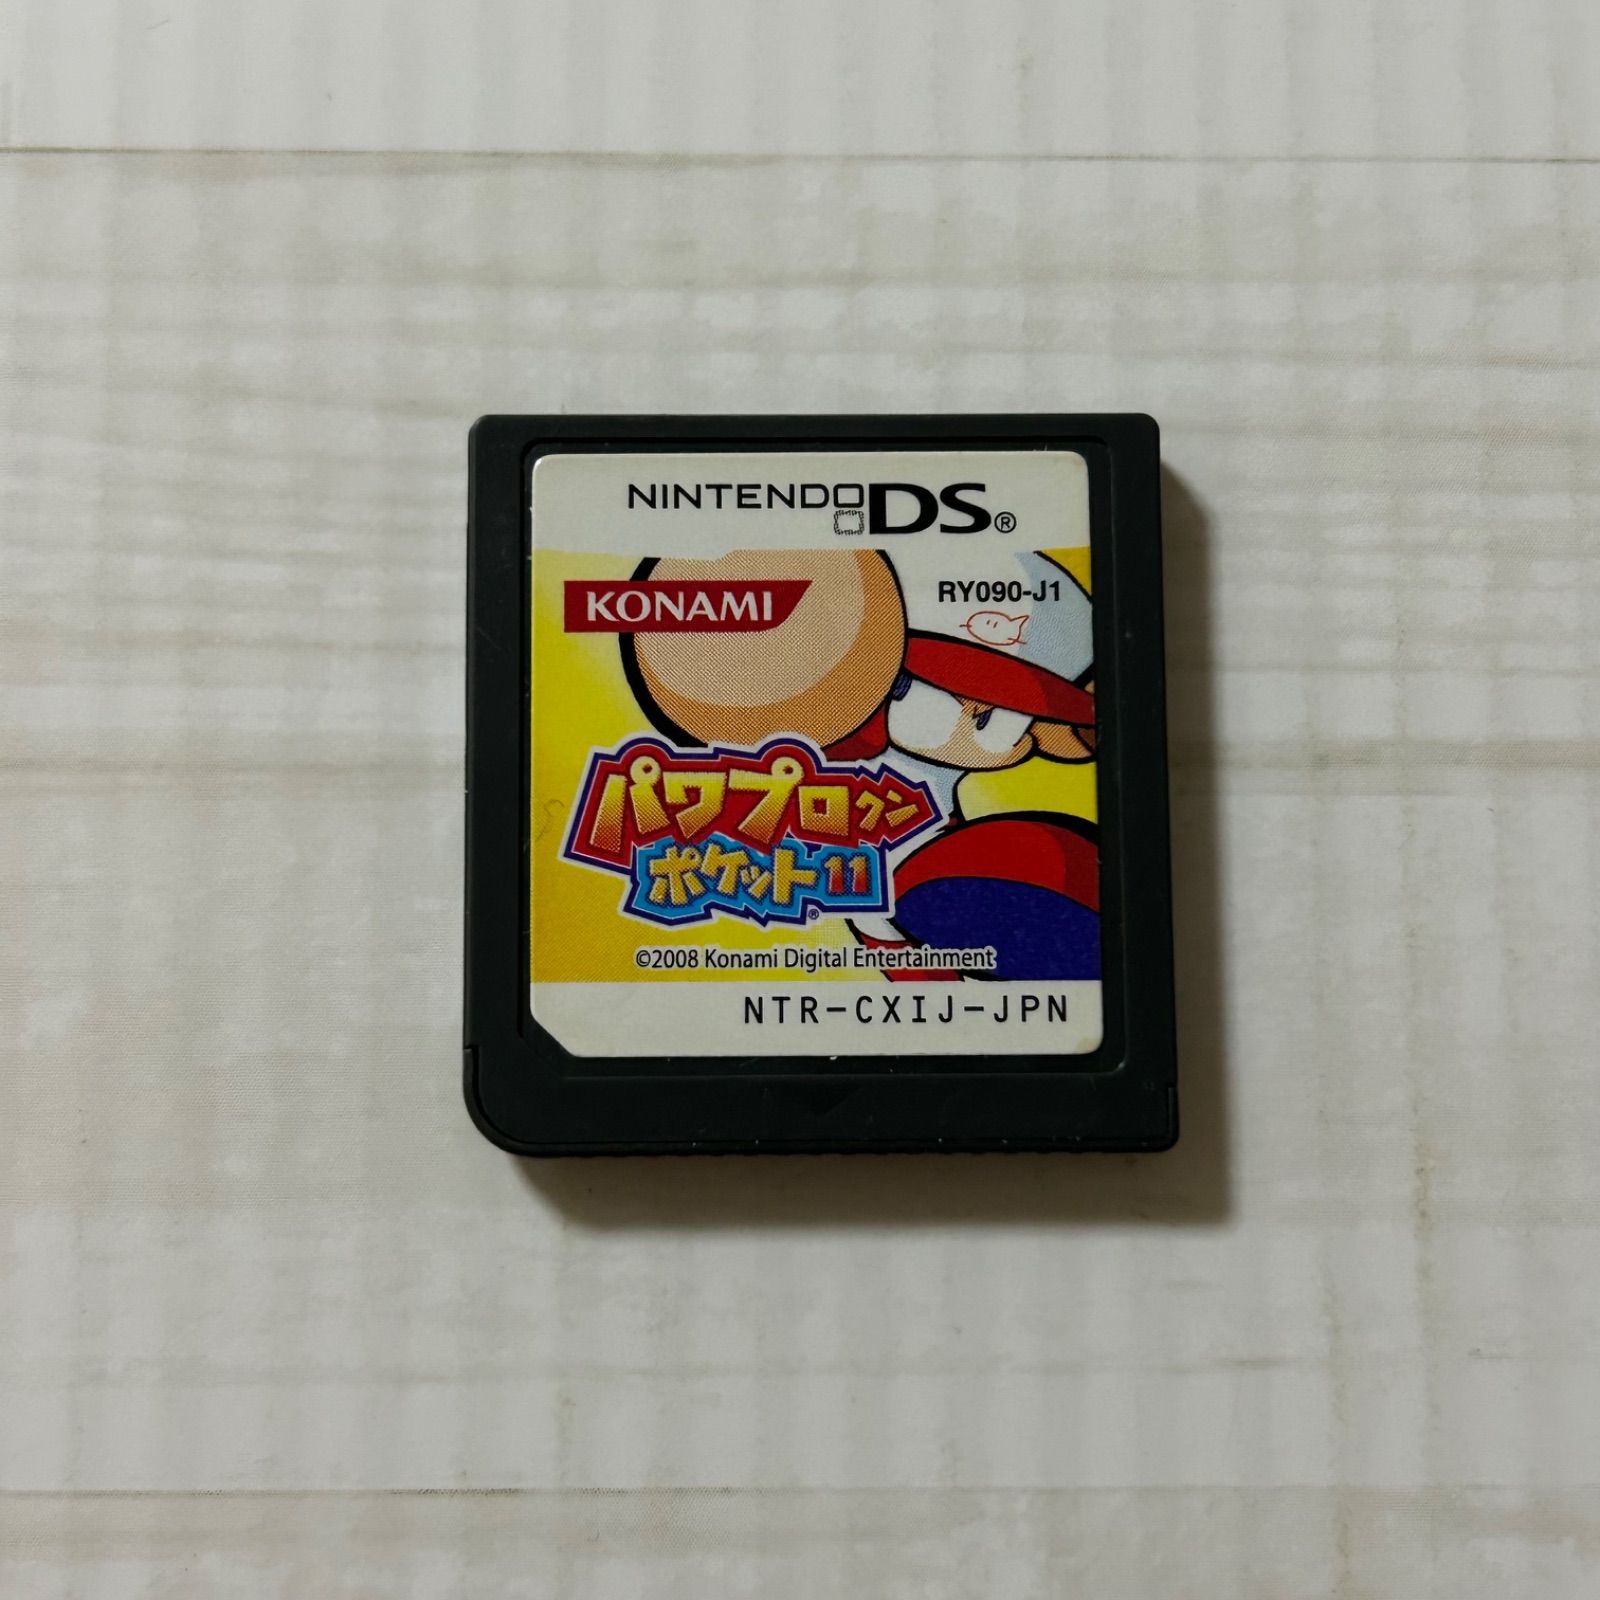 NINTENDO DS®
KONAMI
RY090-J1
パワプロクン
ポケット11®
©2008 Konami Digital Entertainment
NTR-CXIJ-JPN